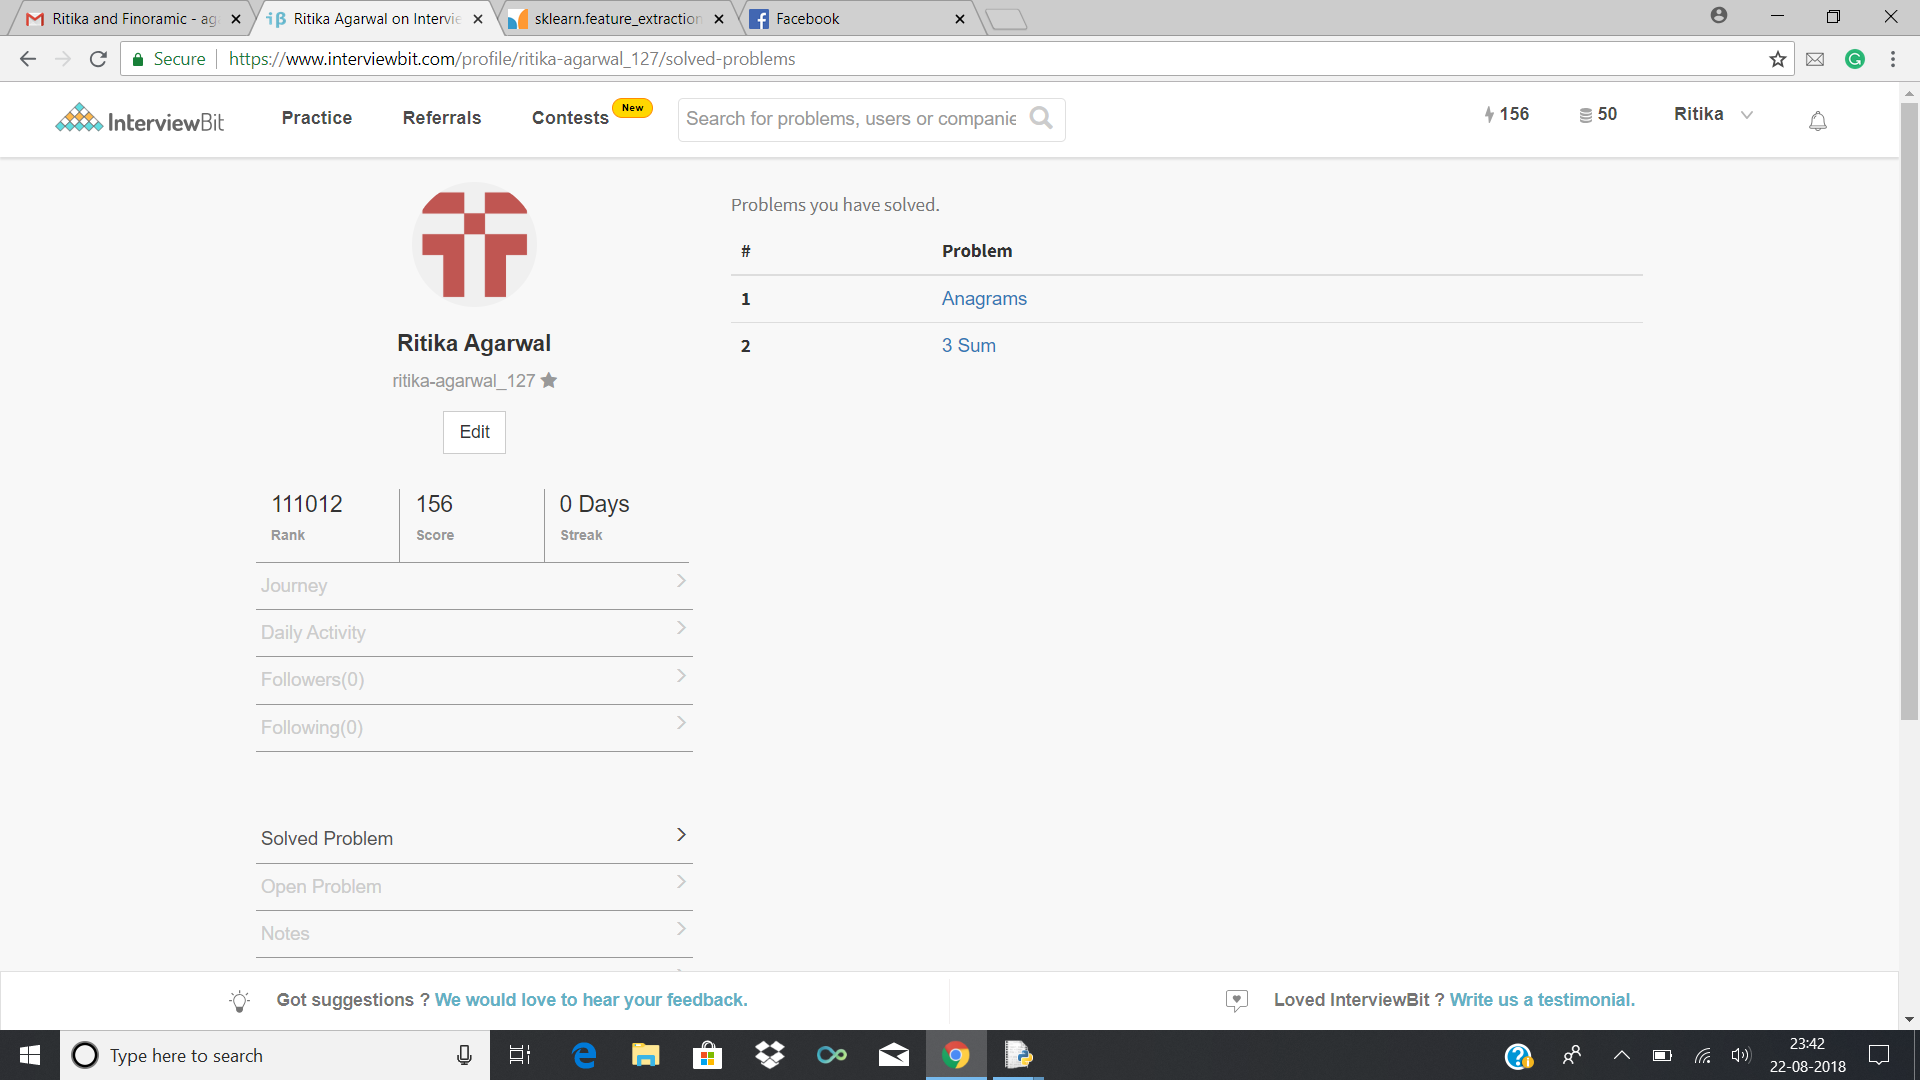 Ritika and Finoramic - ag
Ritika Agarwal on Intervie
sklearn.feature_extraction
Facebook
Secure
https://www.interviewbit.com/profile/ritika-agarwal_127/solved-problems
InterviewBit
Practice
Referrals
Contests
New
Search for problems, users or companie
156
50
Ritika
Problems you have solved.
# Problem
1 Anagrams
2 3 Sum
Ritika Agarwal
ritika-agarwal_127
Edit
111012 156 0 Days
Rank Score Streak
Journey
Daily Activity
Followers(0)
Following(0)
Solved Problem
Open Problem
Notes
Got suggestions ? We would love to hear your feedback.
Loved InterviewBit ? Write us a testimonial.
Type here to search
23:42
22-08-2018